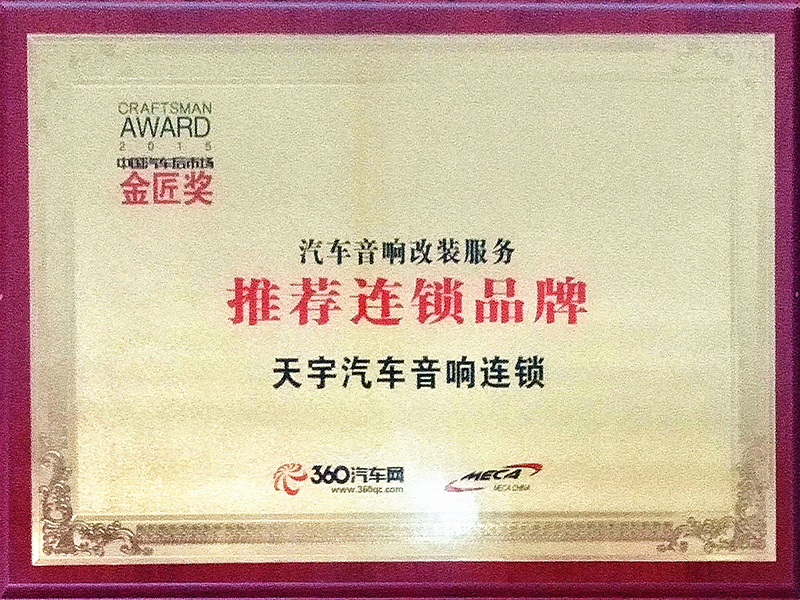 CRAFTSMAN
AWARD
2015
中国汽车后市场
金匠奖
汽车音响改装服务
推荐连锁品牌
天宇汽车音响连锁
360汽车网
www.360qc.com
MECA
MECA CHINA